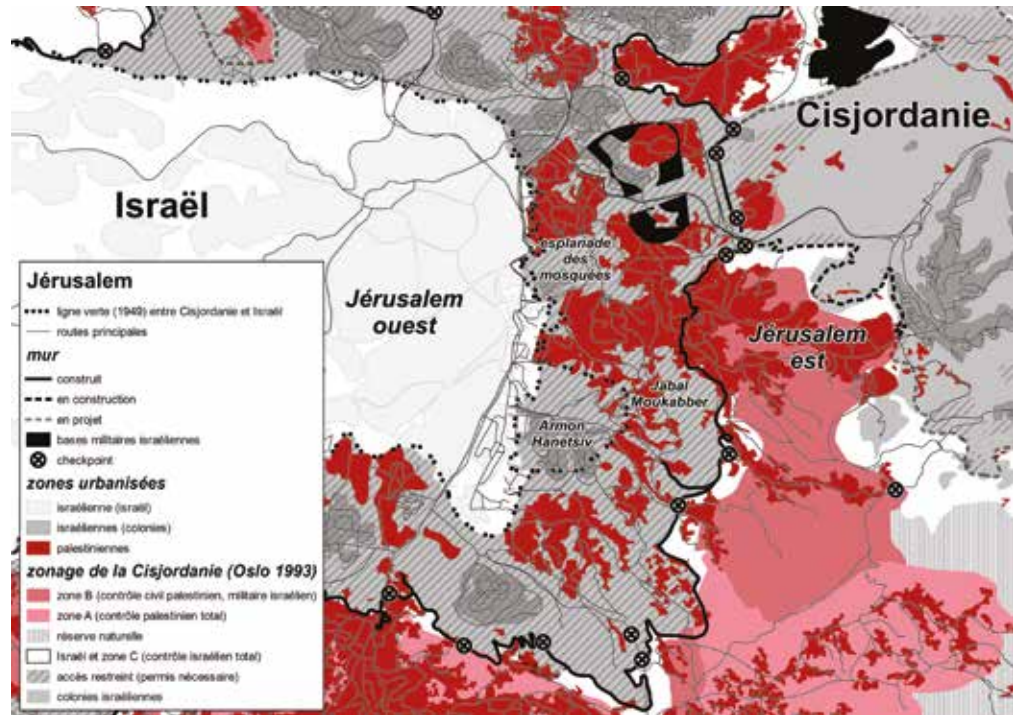 Cisjordanie
Israël
esplanade
des
mosquées
Jérusalem
ouest
Jérusalem
est
Jabal
Moukabber
Armon
Hanetsiv
Jérusalem
ligne verte (1949) entre Cisjordanie et Israël
routes principales
mur
construit
en construction
en projet
bases militaires israéliennes
checkpoint
zones urbanisées
israélienne (israël)
israéliennes (colonies)
palestiniennes
zonage de la Cisjordanie (Oslo 1993)
zone B (contrôle civil palestinien, militaire israélien)
zone A (contrôle palestinien total)
réserve naturelle
Israël et zone C (contrôle israélien total)
accès restreint (permis nécessaire)
colonies israéliennes